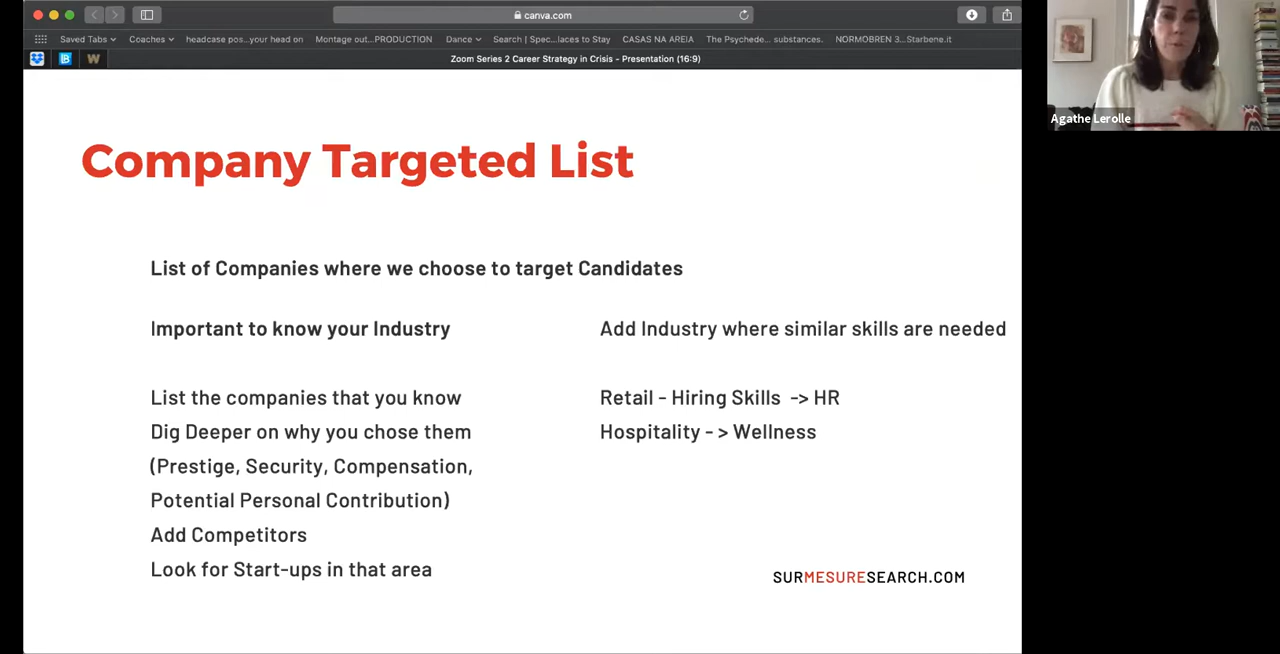 canva.com
Saved Tabs
Coaches
headcase pos...your head on
Montage out...PRODUCTION
Dance
Search | Spec...laces to Stay
CASAS NA AREIA
The Psychede... substances.
NORMOBREN 3...Starbene.it
B
W
Zoom Series 2 Career Strategy in Crisis - Presentation (16:9)
Agathe Lerolle
Company Targeted List
List of Companies where we choose to target Candidates
Important to know your Industry
List the companies that you know
Dig Deeper on why you chose them
(Prestige, Security, Compensation,
Potential Personal Contribution)
Add Competitors
Look for Start-ups in that area
Add Industry where similar skills are needed
Retail - Hiring Skills -> HR
Hospitality - > Wellness
SURMESURESEARCH.COM